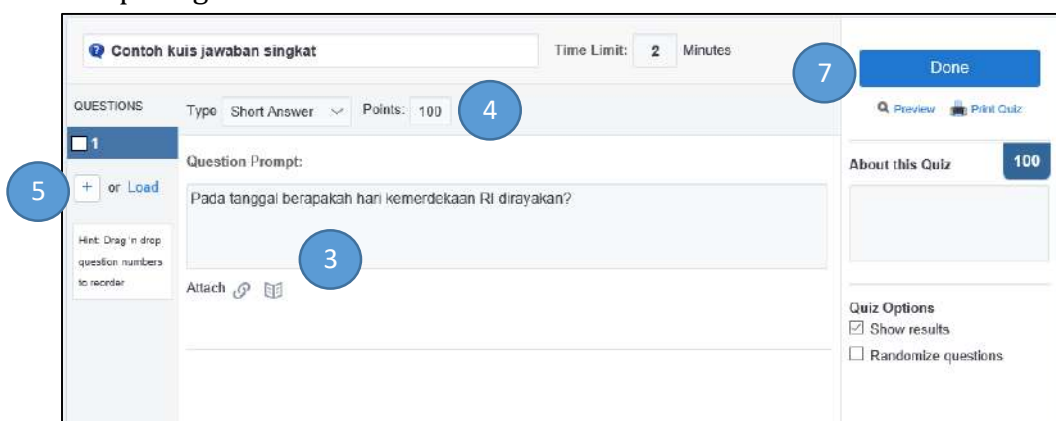 Contoh kuis jawaban singkat
Time Limit: 2 Minutes
7
Done
QUESTIONS
Type Short Answer Points: 100
4
Preview Print Quiz
1
Question Prompt:
About this Quiz 100
5
+ or Load
Pada tanggal berapakah hari kemerdekaan RI dirayakan?
Hint: Drag 'n drop
question numbers
to reorder
3
Attach
Quiz Options
Show results
Randomize questions